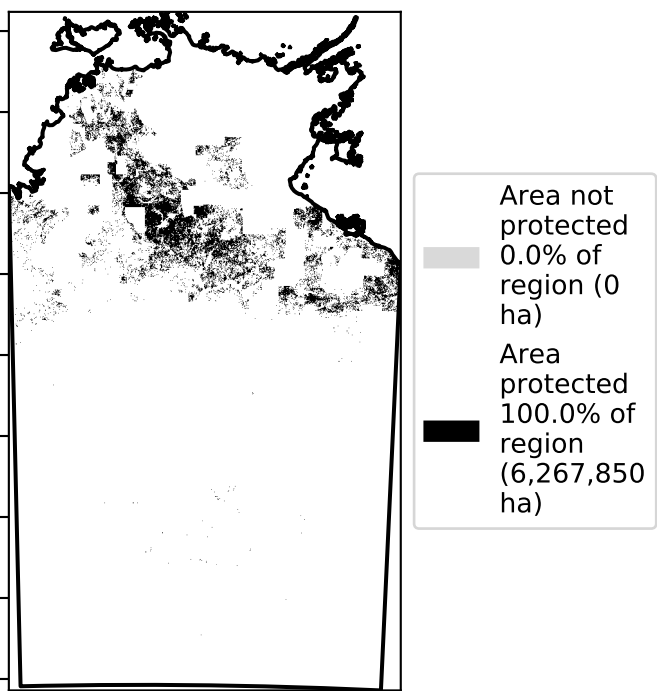 Area not
protected
0.0% of
region (0
ha)
Area
protected
100.0% of
region
(6,267,850
ha)